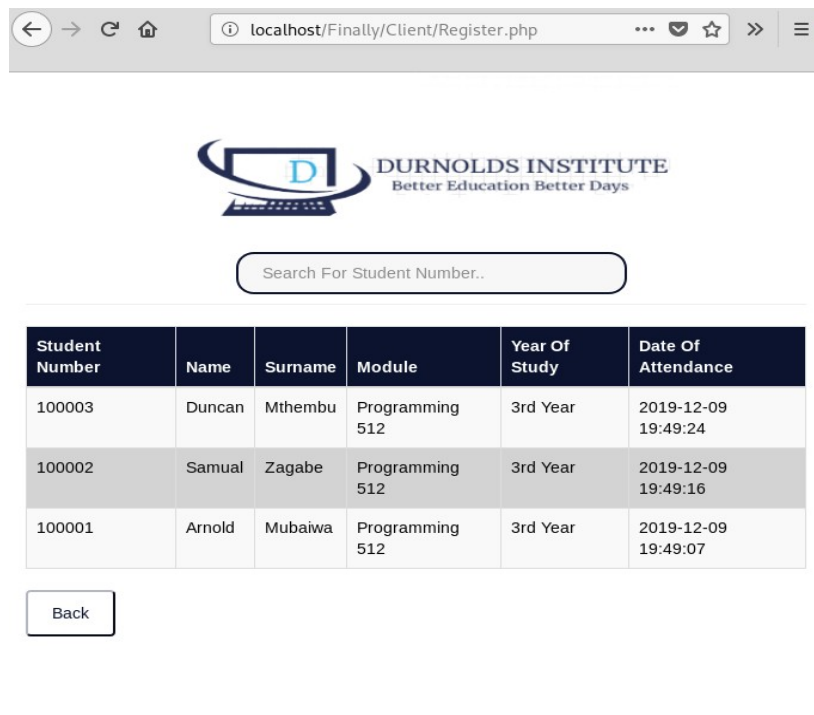 localhost/Finally/Client/Register.php
D
DURNOLDS INSTITUTE
Better Education Better Days
Search For Student Number..
Student Number Name Surname Module Year Of Study Date Of Attendance
100003 Duncan Mthembu Programming 512 3rd Year 2019-12-09 19:49:24
100002 Samual Zagabe Programming 512 3rd Year 2019-12-09 19:49:16
100001 Arnold Mubaiwa Programming 512 3rd Year 2019-12-09 19:49:07
Back